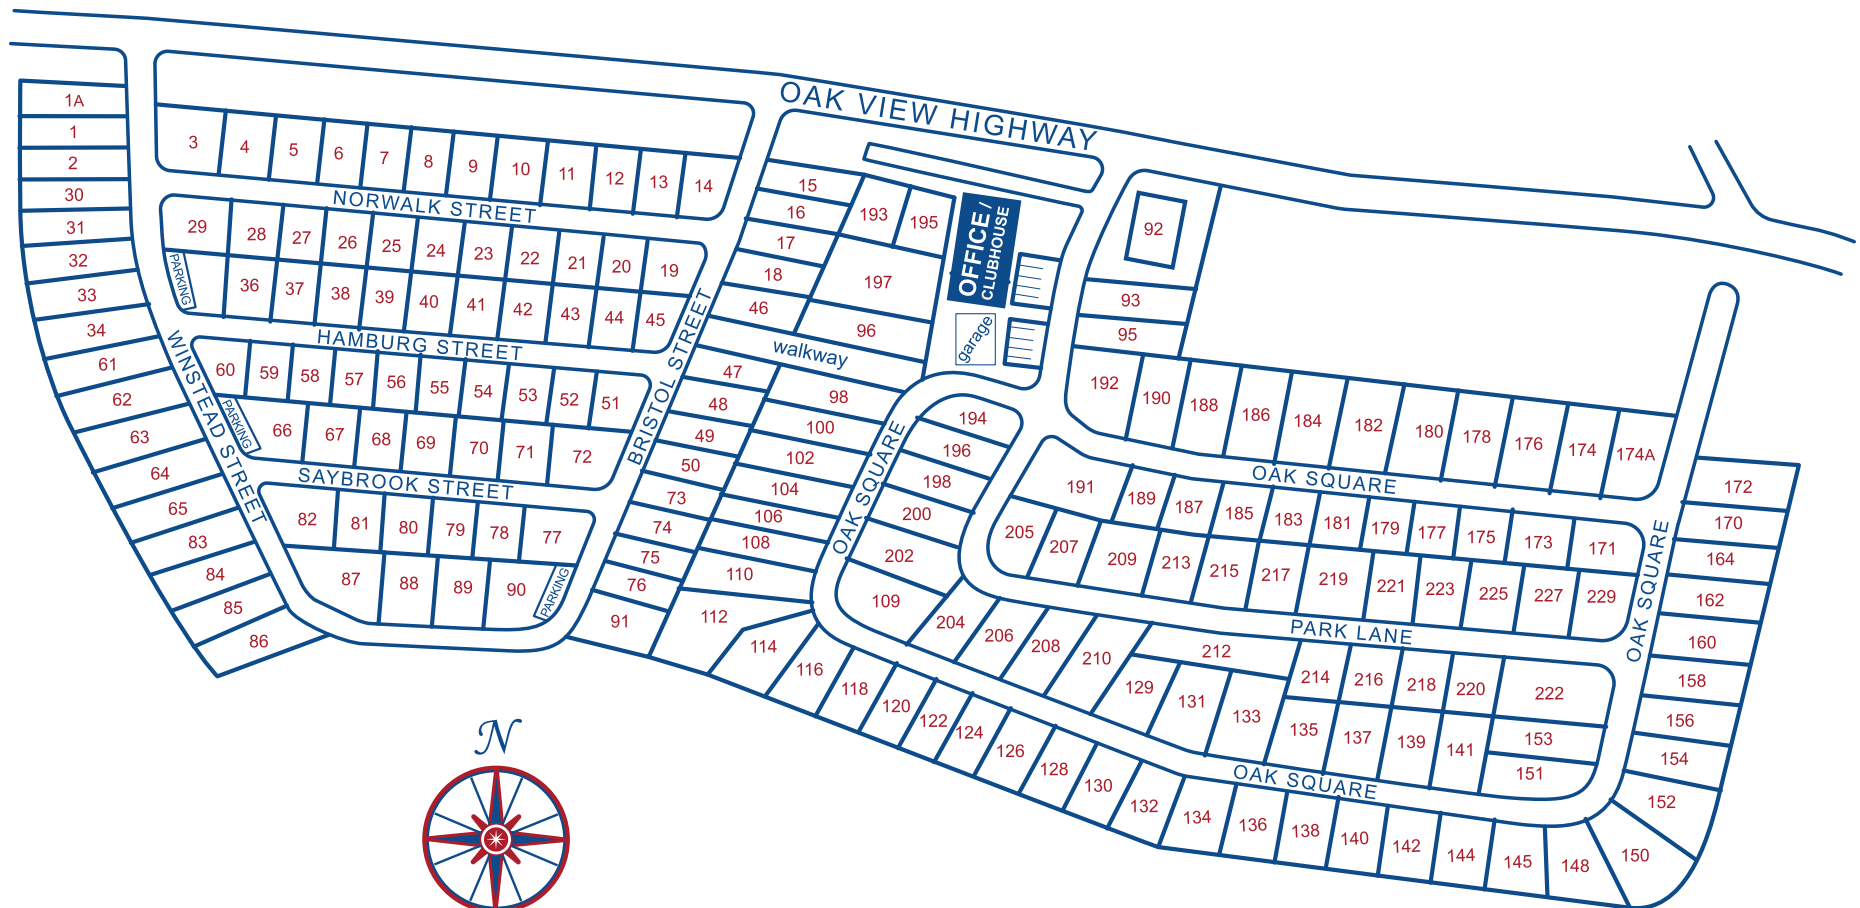 OAK VIEW HIGHWAY
1A
1
2
30
31
32
33
34
61
62
63
64
65
83
84
85
86
3 4 5 6 7 8 9 10 11 12 13 14
NORWALK STREET
29 28 27 26 25 24 23 22 21 20 19
PARKING
36 37 38 39 40 41 42 43 44 45
HAMBURG STREET
60 59 58 57 56 55 54 53 52 51
PARKING
66 67 68 69 70 71 72
SAYBROOK STREET
82 81 80 79 78 77
87 88 89 90
PARKING
WINSTEAD STREET
BRISTOL STREET
15
16
17
18
46
193 195
197
96
walkway
OFFICE /
CLUBHOUSE
garage
47
48
49
50
73
74
75
76
91
98
100
102
104
106
108
110
112
114
OAK SQUARE
194
196
198
200
202
109
92
93
95
192 190 188 186 184 182 180 178 176 174 174A
OAK SQUARE
191 189 187 185 183 181 179 177 175 173 171
205 207 209 213 215 217 219 221 223 225 227 229
PARK LANE
204 206 208 210 212
214 216 218 220 222
129 131 133 135 137 139 141
153
151
OAK SQUARE
116 118 120 122 124 126 128 130 132 134 136 138 140 142 144 145 148 150
OAK SQUARE
172
170
164
162
160
158
156
154
152
N